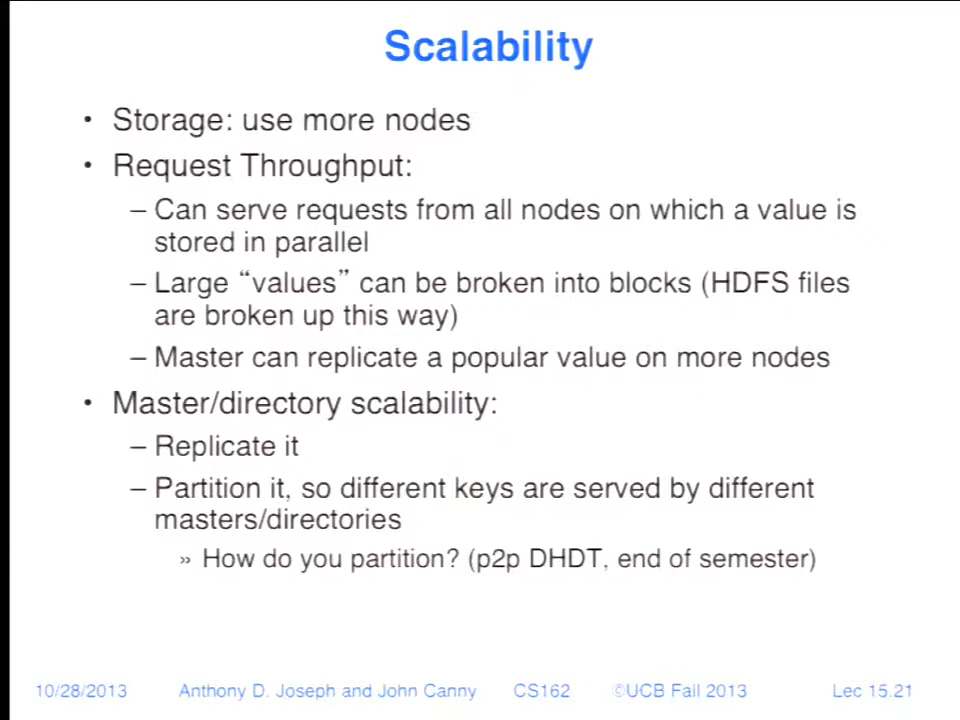 Scalability
• Storage: use more nodes
• Request Throughput:
– Can serve requests from all nodes on which a value is
stored in parallel
– Large “values” can be broken into blocks (HDFS files
are broken up this way)
– Master can replicate a popular value on more nodes
• Master/directory scalability:
– Replicate it
– Partition it, so different keys are served by different
masters/directories
» How do you partition? (p2p DHDT, end of semester)
10/28/2013 Anthony D. Joseph and John Canny CS162 ©UCB Fall 2013 Lec 15.21